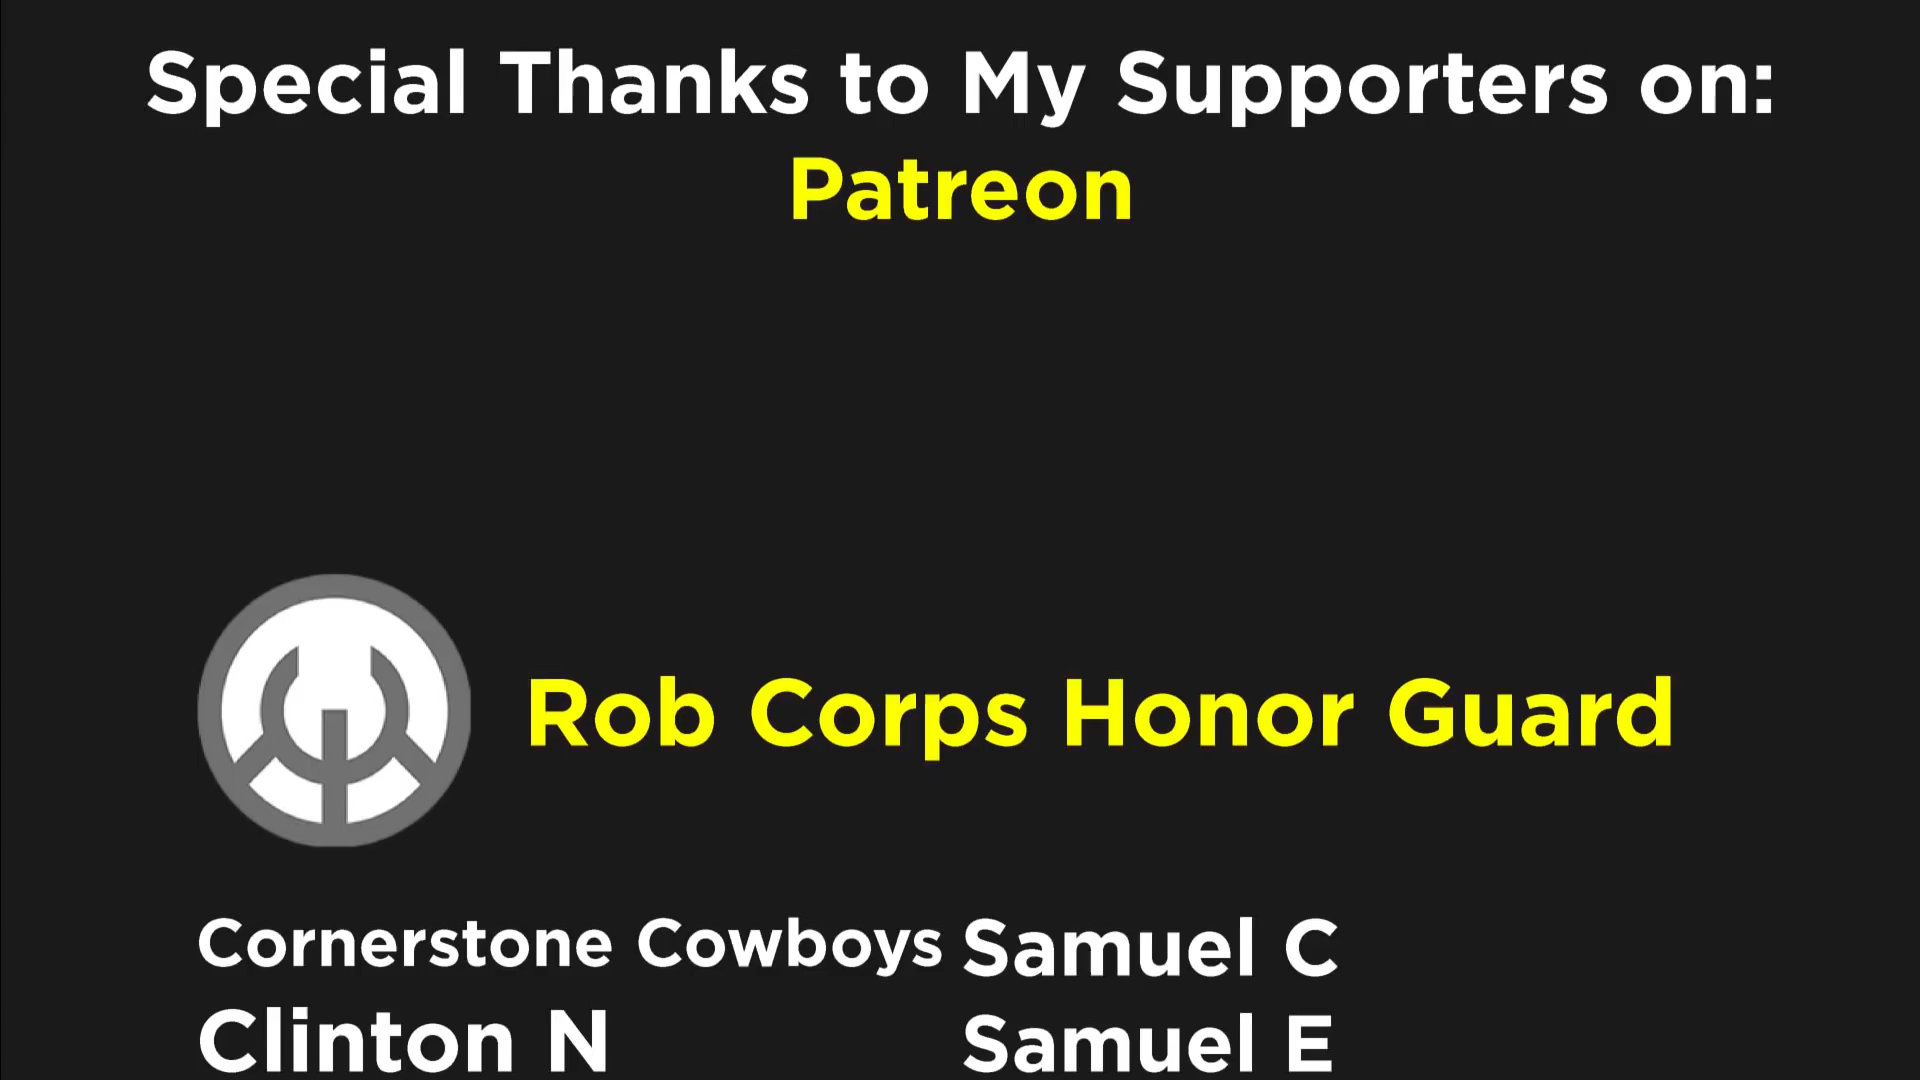 Special Thanks to My Supporters on:
Patreon
Rob Corps Honor Guard
Cornerstone Cowboys
Samuel C
Clinton N
Samuel E